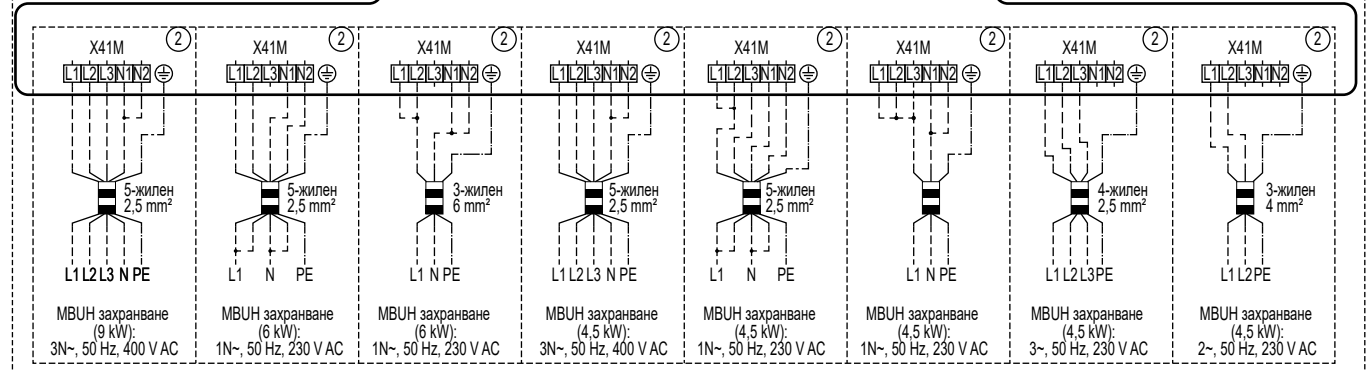 X41M 2
L1 L2 L3 N1 N2
5-жилен
2,5 mm²
L1 L2 L3 N PE
MBUH захранване
(9 kW):
3N~, 50 Hz, 400 V AC
X41M 2
L1 L2 L3 N1 N2
5-жилен
2,5 mm²
L1 N PE
MBUH захранване
(6 kW):
1N~, 50 Hz, 230 V AC
X41M 2
L1 L2 L3 N1 N2
3-жилен
6 mm²
L1 N PE
MBUH захранване
(6 kW):
1N~, 50 Hz, 230 V AC
X41M 2
L1 L2 L3 N1 N2
5-жилен
2,5 mm²
L1 L2 L3 N PE
MBUH захранване
(4,5 kW):
3N~, 50 Hz, 400 V AC
X41M 2
L1 L2 L3 N1 N2
5-жилен
2,5 mm²
L1 N PE
MBUH захранване
(4,5 kW):
1N~, 50 Hz, 230 V AC
X41M 2
L1 L2 L3 N1 N2
L1 N PE
MBUH захранване
(4,5 kW):
1N~, 50 Hz, 230 V AC
X41M 2
L1 L2 L3 N1 N2
4-жилен
2,5 mm²
L1 L2 L3 PE
MBUH захранване
(4,5 kW):
3~, 50 Hz, 230 V AC
X41M 2
L1 L2 L3 N1 N2
3-жилен
4 mm²
L1 L2 PE
MBUH захранване
(4,5 kW):
2~, 50 Hz, 230 V AC